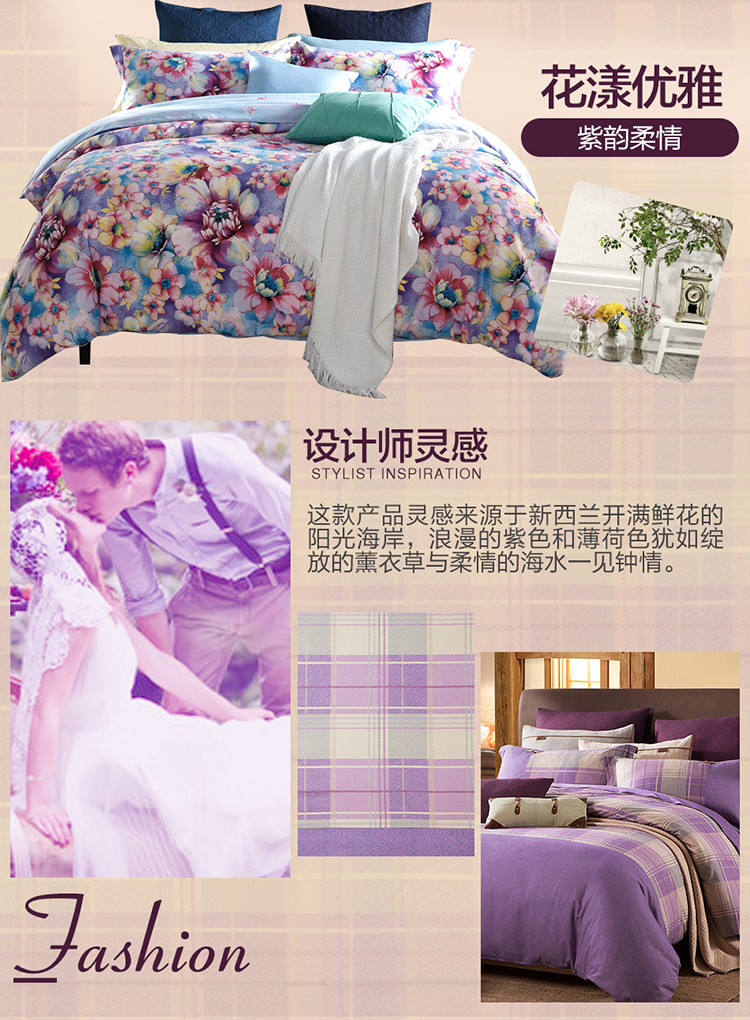 花漾优雅
紫韵柔情
设计师灵感
STYLIST INSPIRATION
这款产品灵感来源于新西兰开满鲜花的
阳光海岸，浪漫的紫色和薄荷色犹如绽
放的薰衣草与柔情的海水一见钟情。
Fashion